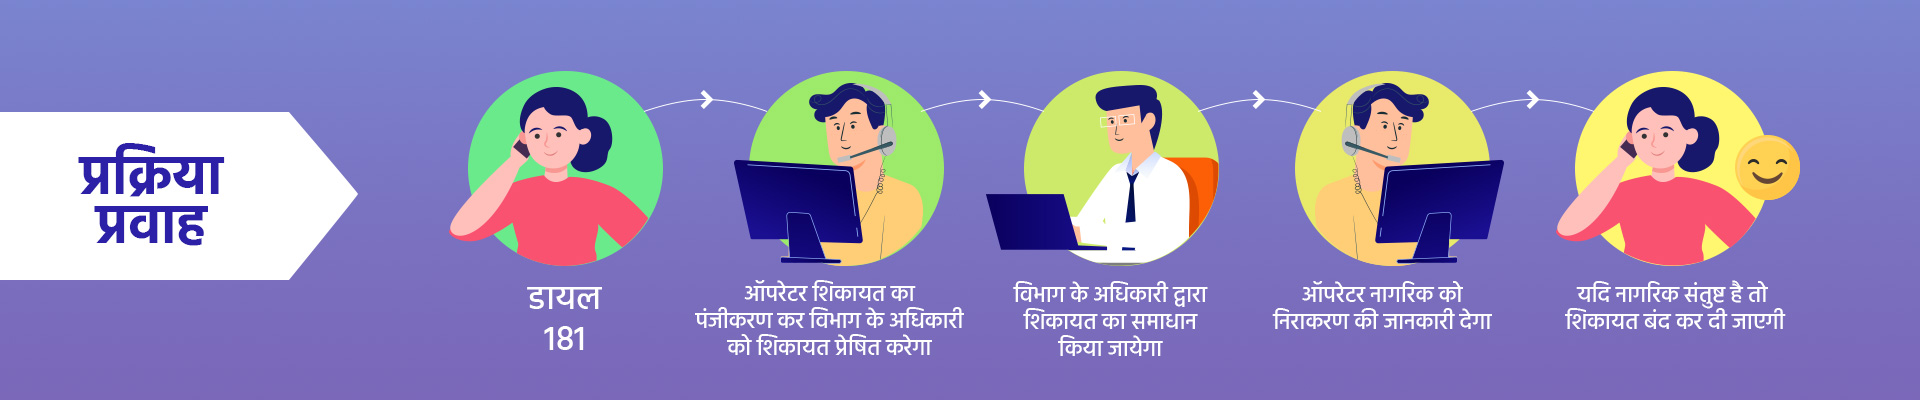 प्रक्रिया
प्रवाह
डायल
181
ऑपरेटर शिकायत का
पंजीकरण कर विभाग के अधिकारी
को शिकायत प्रेषित करेगा
विभाग के अधिकारी द्वारा
शिकायत का समाधान
किया जायेगा
ऑपरेटर नागरिक को
निराकरण की जानकारी देगा
यदि नागरिक संतुष्ट है तो
शिकायत बंद कर दी जाएगी